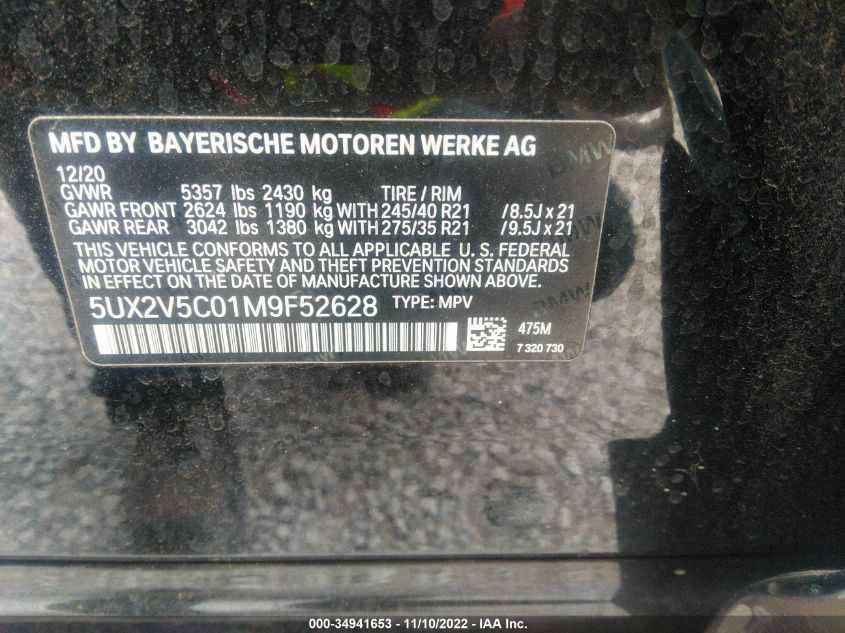 MFD BY BAYERISCHE MOTOREN WERKE AG
12/20
GVWR 5357 lbs 2430 kg TIRE / RIM
GAWR FRONT 2624 lbs 1190 kg WITH 245/40 R21 / 8.5J x 21
GAWR REAR 3042 lbs 1380 kg WITH 275/35 R21 / 9.5J x 21
THIS VEHICLE CONFORMS TO ALL APPLICABLE U. S. FEDERAL
MOTOR VEHICLE SAFETY AND THEFT PREVENTION STANDARDS
IN EFFECT ON THE DATE OF MANUFACTURE SHOWN ABOVE.
5UX2V5C01M9F52628 TYPE: MPV
475M
7 320 730
BMW
BMW
000-34941653 - 11/10/2022 - IAA Inc.